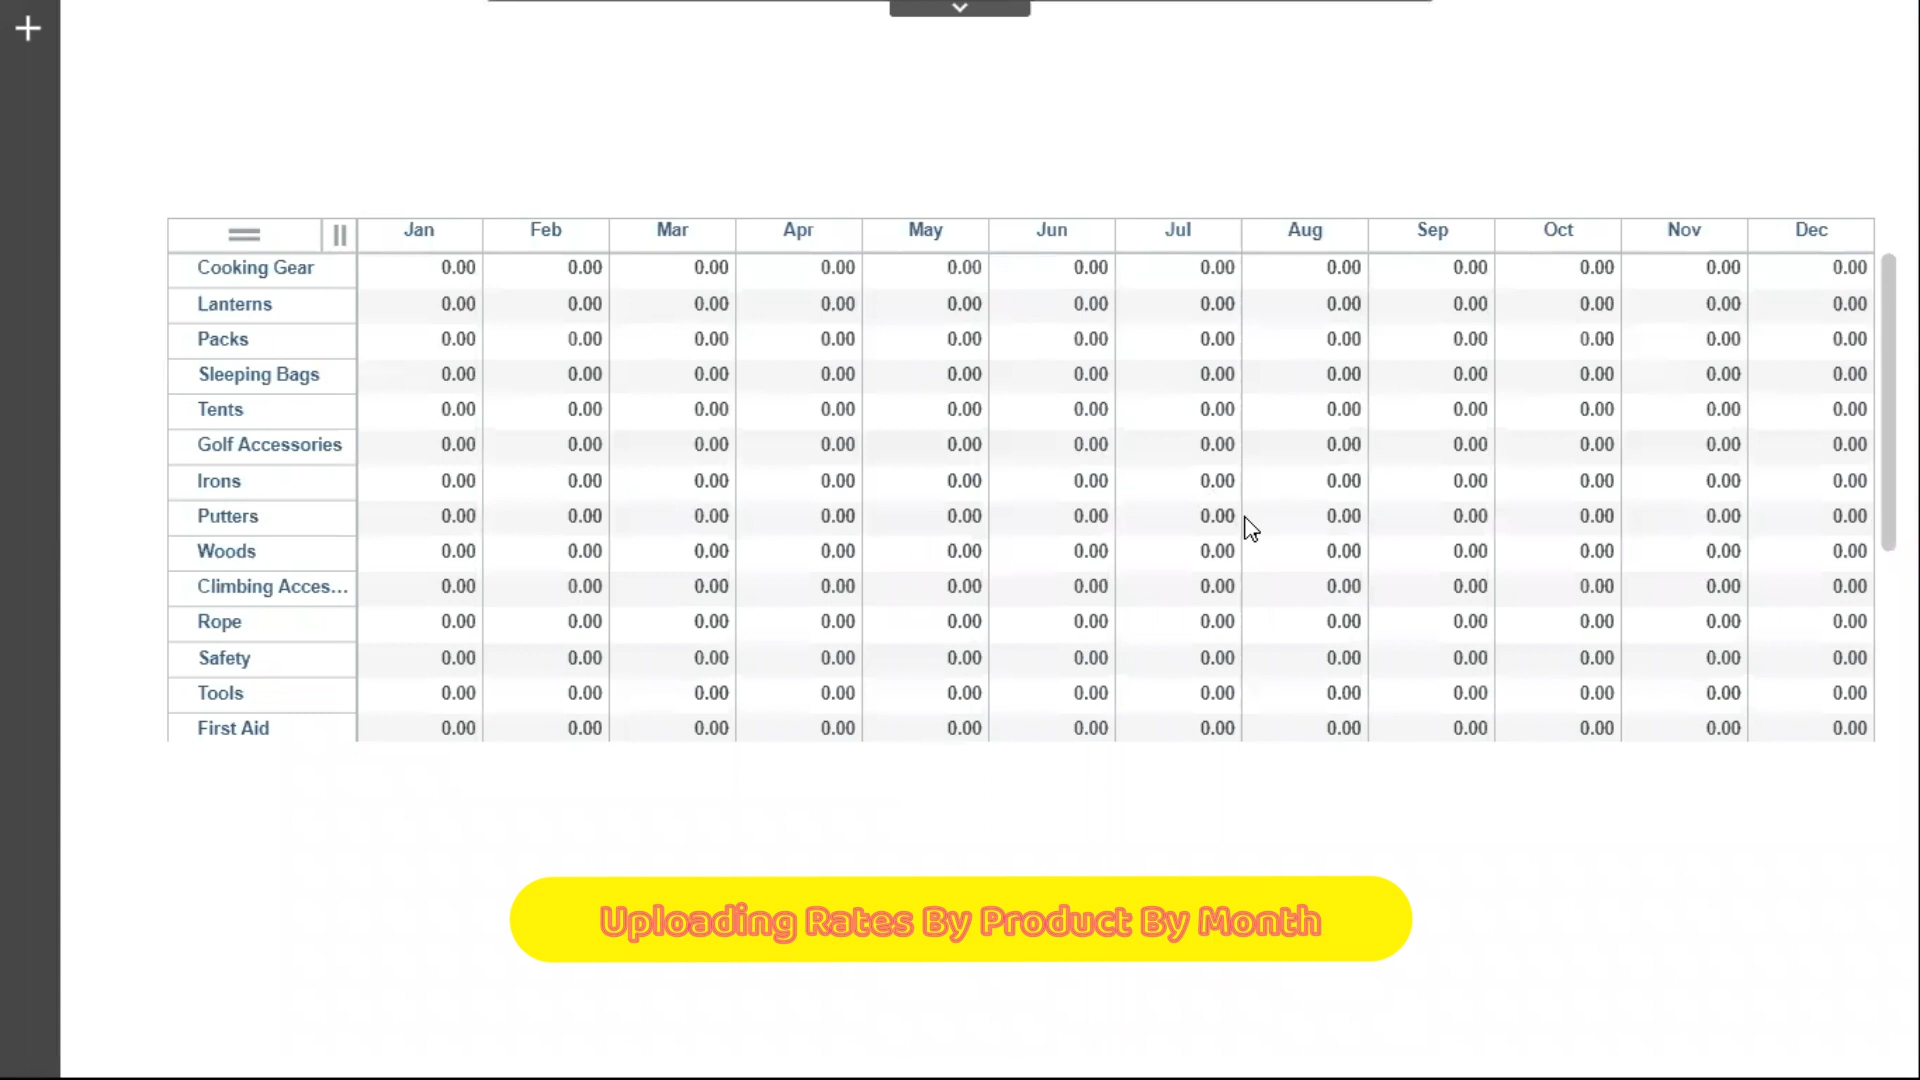 Jan Feb Mar Apr May Jun Jul Aug Sep Oct Nov Dec
Cooking Gear 0.00 0.00 0.00 0.00 0.00 0.00 0.00 0.00 0.00 0.00 0.00 0.00
Lanterns 0.00 0.00 0.00 0.00 0.00 0.00 0.00 0.00 0.00 0.00 0.00 0.00
Packs 0.00 0.00 0.00 0.00 0.00 0.00 0.00 0.00 0.00 0.00 0.00 0.00
Sleeping Bags 0.00 0.00 0.00 0.00 0.00 0.00 0.00 0.00 0.00 0.00 0.00 0.00
Tents 0.00 0.00 0.00 0.00 0.00 0.00 0.00 0.00 0.00 0.00 0.00 0.00
Golf Accessories 0.00 0.00 0.00 0.00 0.00 0.00 0.00 0.00 0.00 0.00 0.00 0.00
Irons 0.00 0.00 0.00 0.00 0.00 0.00 0.00 0.00 0.00 0.00 0.00 0.00
Putters 0.00 0.00 0.00 0.00 0.00 0.00 0.00 0.00 0.00 0.00 0.00 0.00
Woods 0.00 0.00 0.00 0.00 0.00 0.00 0.00 0.00 0.00 0.00 0.00 0.00
Climbing Acces... 0.00 0.00 0.00 0.00 0.00 0.00 0.00 0.00 0.00 0.00 0.00 0.00
Rope 0.00 0.00 0.00 0.00 0.00 0.00 0.00 0.00 0.00 0.00 0.00 0.00
Safety 0.00 0.00 0.00 0.00 0.00 0.00 0.00 0.00 0.00 0.00 0.00 0.00
Tools 0.00 0.00 0.00 0.00 0.00 0.00 0.00 0.00 0.00 0.00 0.00 0.00
First Aid 0.00 0.00 0.00 0.00 0.00 0.00 0.00 0.00 0.00 0.00 0.00 0.00
Uploading Rates By Product By Month